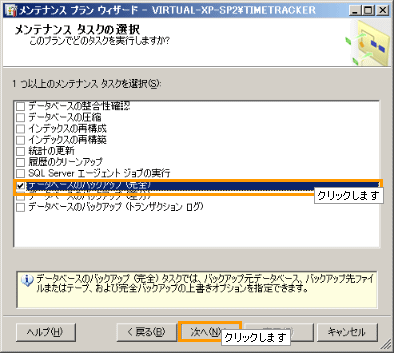 メンテナンス プラン ウィザード - VIRTUAL-XP-SP2¥TIMETRACKER
メンテナンス タスクの選択
このプランでどのタスクを実行しますか?
1 つ以上のメンテナンス タスクを選択(S):
データベースの整合性確認
データベースの圧縮
インデックスの再構成
インデックスの再構築
統計の更新
履歴のクリーンアップ
SQL Server エージェント ジョブの実行
データベースのバックアップ (完全)
クリックします
データベースのバックアップ (差分)
データベースのバックアップ (トランザクション ログ)
データベースのバックアップ (完全) タスクでは、バックアップ元データベース、バックアップ先ファイ
ルまたはテープ、および完全バックアップの上書きオプションを指定できます。
ヘルプ(H)
< 戻る(B)
次へ(N)
キャンセル
クリックします